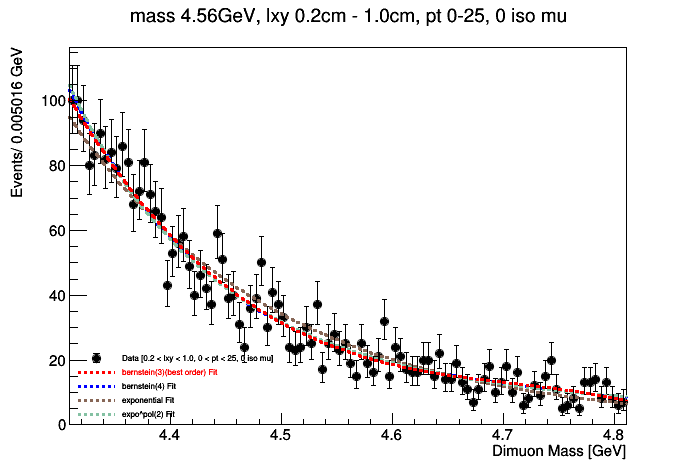 mass 4.56GeV, lxy 0.2cm - 1.0cm, pt 0-25, 0 iso mu
Events/ 0.005016 GeV
100
80
60
40
20
0
Data [0.2 < lxy < 1.0, 0 < pt < 25, 0 iso mu]
bernstein(3)(best order) Fit
bernstein(4) Fit
exponential Fit
expo*pol(2) Fit
4.4 4.5 4.6 4.7 4.8
Dimuon Mass [GeV]